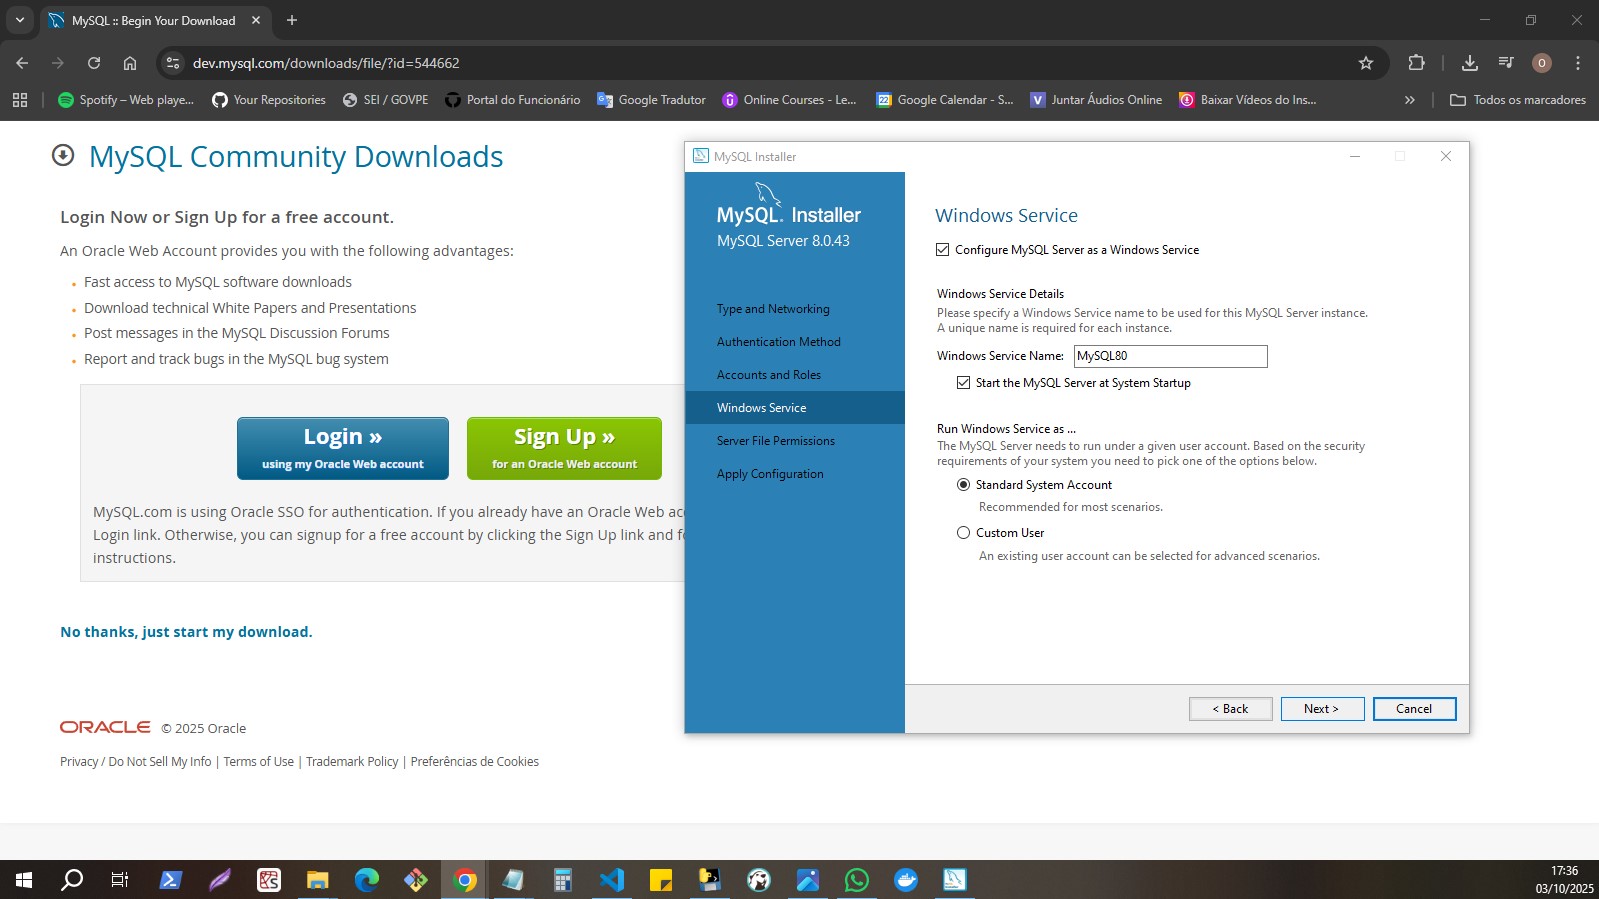 MySQL :: Begin Your Download
dev.mysql.com/downloads/file/?id=544662
O
Spotify – Web playe...
Your Repositories
SEI / GOVPE
Portal do Funcionário
Google Tradutor
Online Courses - Le...
Google Calendar - S...
Juntar Áudios Online
Baixar Vídeos do Ins...
Todos os marcadores
MySQL Community Downloads
Login Now or Sign Up for a free account.
An Oracle Web Account provides you with the following advantages:
Fast access to MySQL software downloads
Download technical White Papers and Presentations
Post messages in the MySQL Discussion Forums
Report and track bugs in the MySQL bug system
Login »
using my Oracle Web account
Sign Up »
for an Oracle Web account
MySQL.com is using Oracle SSO for authentication. If you already have an Oracle Web
Login link. Otherwise, you can signup for a free account by clicking the Sign Up link and
instructions.
No thanks, just start my download.
ORACLE © 2025 Oracle
Privacy / Do Not Sell My Info | Terms of Use | Trademark Policy | Preferências de Cookies
MySQL Installer
MySQL. Installer
MySQL Server 8.0.43
Type and Networking
Authentication Method
Accounts and Roles
Windows Service
Server File Permissions
Apply Configuration
Windows Service
Configure MySQL Server as a Windows Service
Windows Service Details
Please specify a Windows Service name to be used for this MySQL Server instance.
A unique name is required for each instance.
Windows Service Name: MySQL80
Start the MySQL Server at System Startup
Run Windows Service as ...
The MySQL Server needs to run under a given user account. Based on the security
requirements of your system you need to pick one of the options below.
Standard System Account
Recommended for most scenarios.
Custom User
An existing user account can be selected for advanced scenarios.
< Back
Next >
Cancel
17:36
03/10/2025